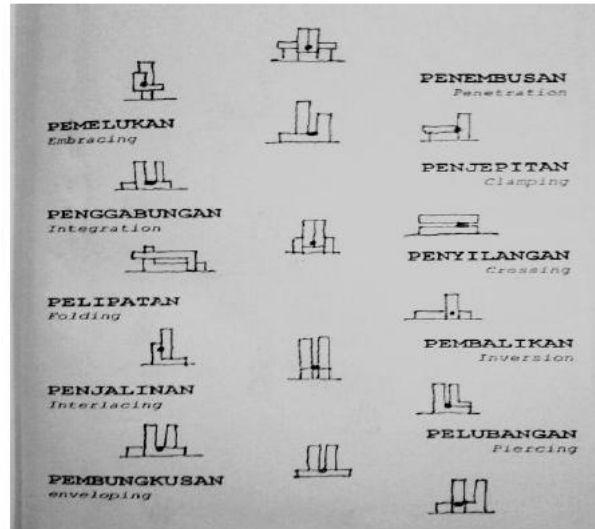 PENEMBUSAN
Penetration
PEMELUKAN
Embracing
PENJEPITAN
Clamping
PENGGABUNGAN
Integration
PENYILANGAN
Crossing
PELIPATAN
Folding
PEMBALIKAN
Inversion
PENJALINAN
Interlacing
PELUBANGAN
Piercing
PEMBUNGKUSAN
enveloping